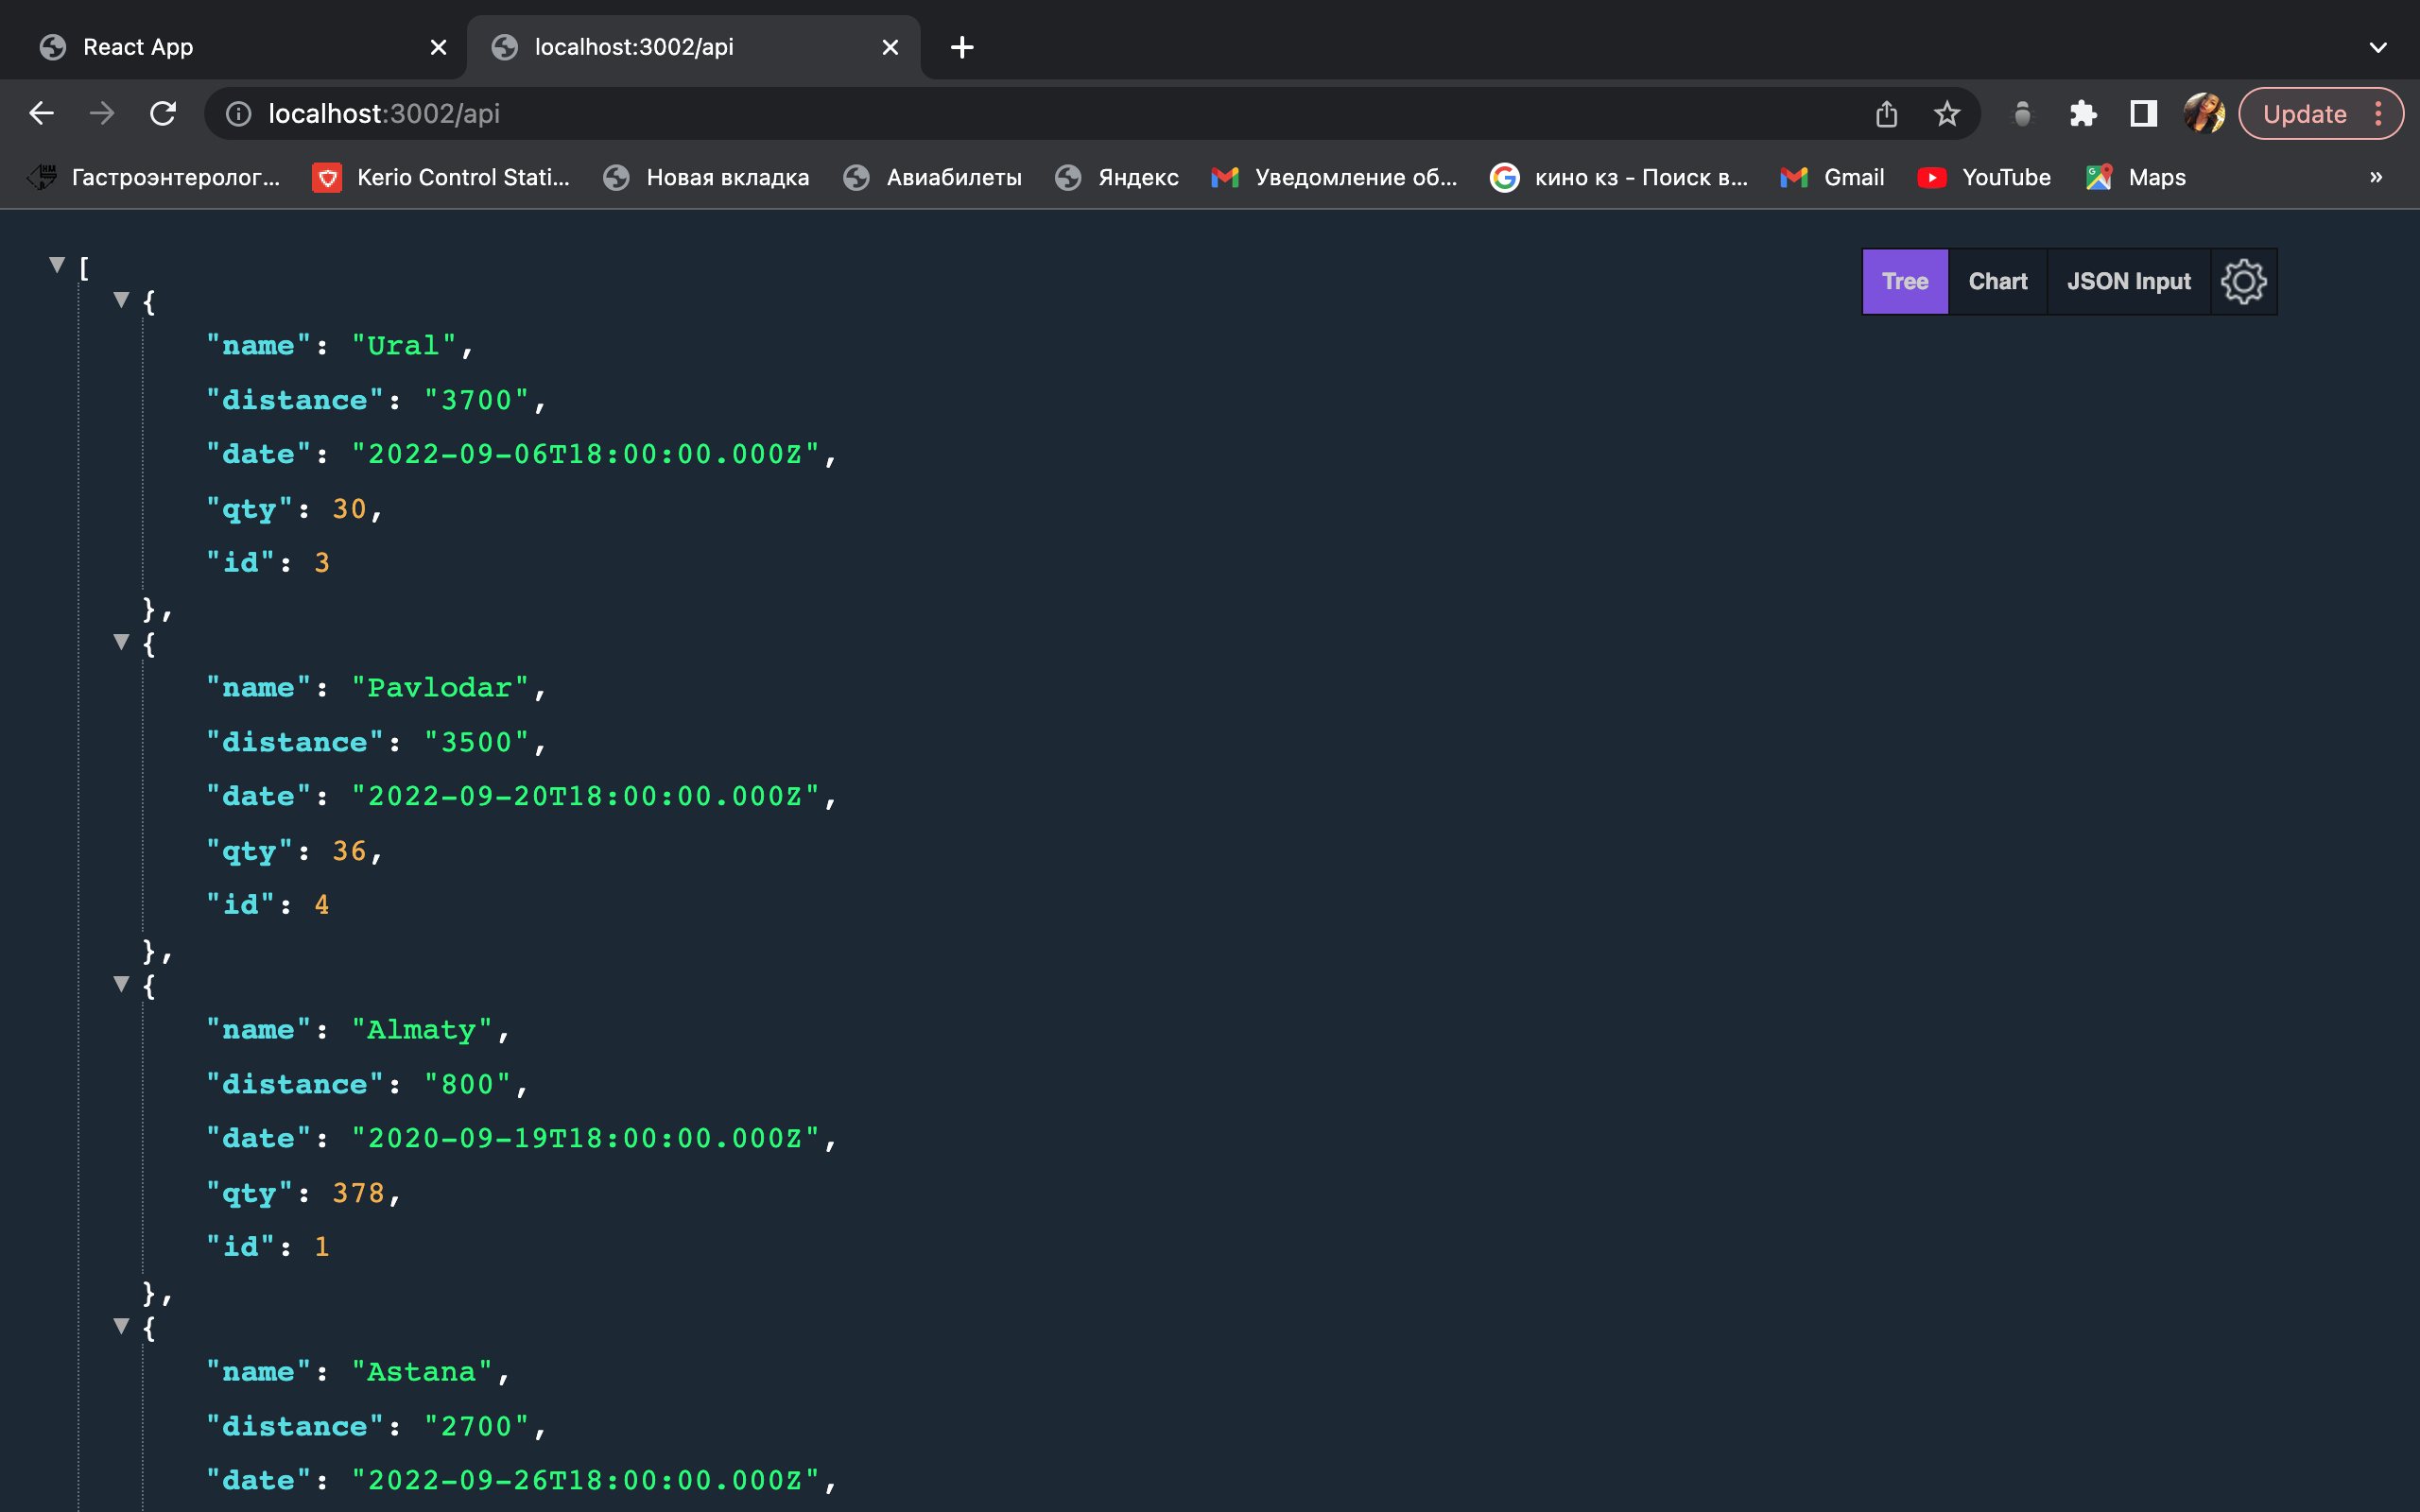 React App
localhost:3002/api
localhost:3002/api
Update
Гастроэнтеролог...
Kerio Control Stati...
Новая вкладка
Авиабилеты
Яндекс
Уведомление об...
кино кз - Поиск в...
Gmail
YouTube
Maps
»
Tree
Chart
JSON Input
[
{
"name": "Ural",
"distance": "3700",
"date": "2022-09-06T18:00:00.000Z",
"qty": 30,
"id": 3
},
{
"name": "Pavlodar",
"distance": "3500",
"date": "2022-09-20T18:00:00.000Z",
"qty": 36,
"id": 4
},
{
"name": "Almaty",
"distance": "800",
"date": "2020-09-19T18:00:00.000Z",
"qty": 378,
"id": 1
},
{
"name": "Astana",
"distance": "2700",
"date": "2022-09-26T18:00:00.000Z",